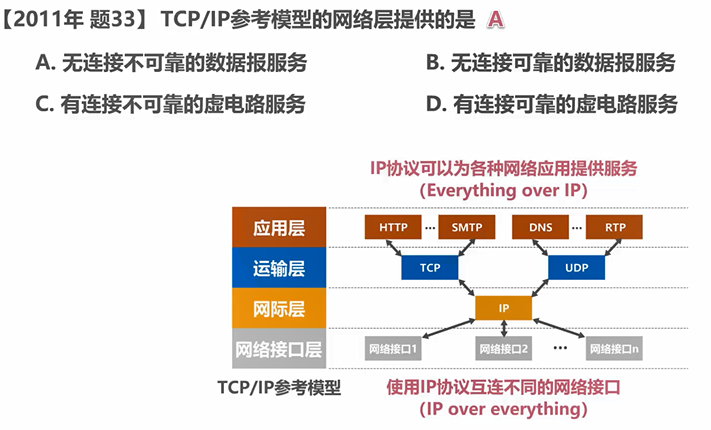 【2011年 题33】 TCP/IP参考模型的网络层提供的是 A
A. 无连接不可靠的数据报服务 B. 无连接可靠的数据报服务
C. 有连接不可靠的虚电路服务 D. 有连接可靠的虚电路服务
IP协议可以为各种网络应用提供服务
（Everything over IP）
应用层 HTTP ··· SMTP DNS ··· RTP
运输层 TCP UDP
网际层 IP
网络接口层 网络接口1 网络接口2 ··· 网络接口n
TCP/IP参考模型 使用IP协议互连不同的网络接口
（IP over everything）